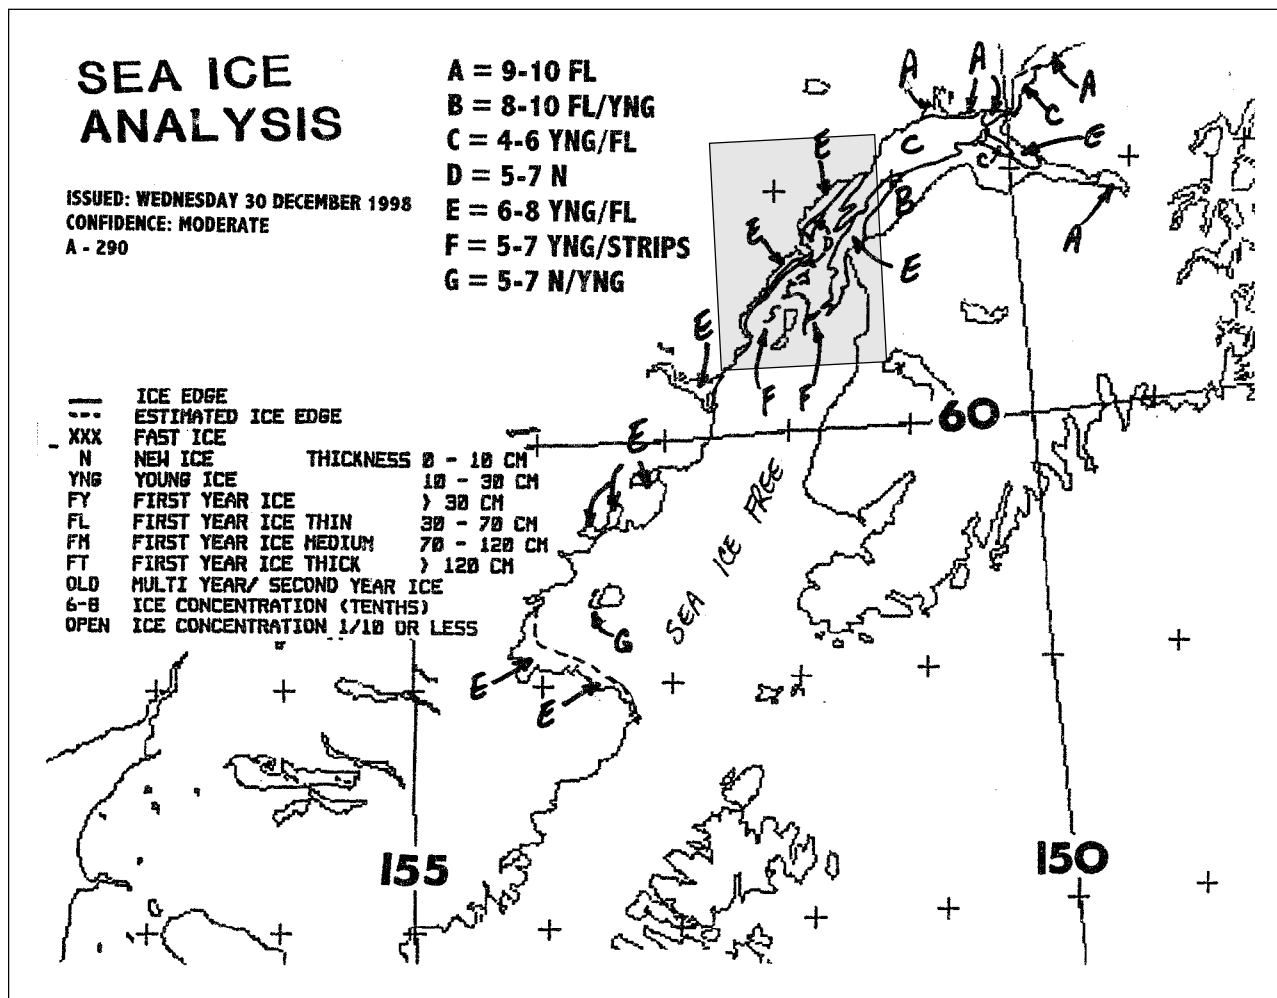 SEA ICE
ANALYSIS
ISSUED: WEDNESDAY 30 DECEMBER 1998
CONFIDENCE: MODERATE
A - 290
A = 9-10 FL
B = 8-10 FL/YNG
C = 4-6 YNG/FL
D = 5-7 N
E = 6-8 YNG/FL
F = 5-7 YNG/STRIPS
G = 5-7 N/YNG
A
A
A
C
E
C
C
E
B
A
E
D
E
E
F
F
60
E
ICE EDGE
ESTIMATED ICE EDGE
XXX FAST ICE
N NEW ICE THICKNESS 0 - 10 CM
YNG YOUNG ICE 10 - 30 CM
FY FIRST YEAR ICE > 30 CM
FL FIRST YEAR ICE THIN 30 - 70 CM
FM FIRST YEAR ICE MEDIUM 70 - 120 CM
FT FIRST YEAR ICE THICK > 120 CM
OLD MULTI YEAR/ SECOND YEAR ICE
6-8 ICE CONCENTRATION (TENTHS)
OPEN ICE CONCENTRATION 1/10 OR LESS
SEA ICE FREE
G
E
E
155
150